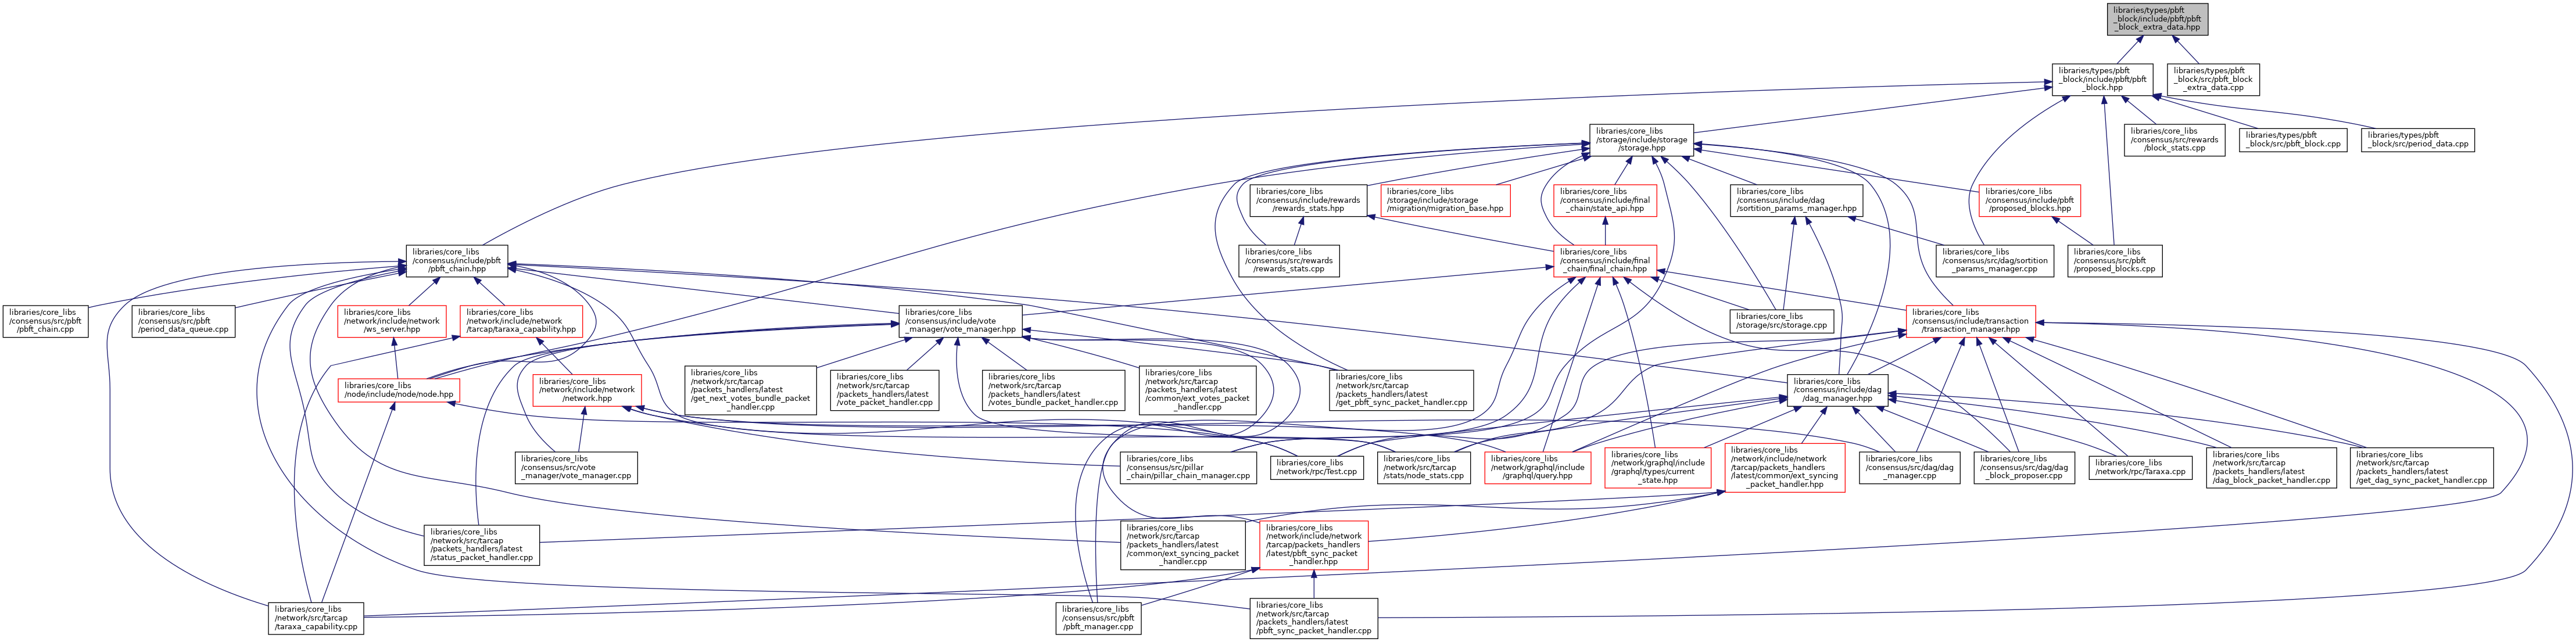 libraries/types/pbft
_block/include/pbft/pbft
_block_extra_data.hpp
libraries/types/pbft
_block/include/pbft/pbft
_block.hpp
libraries/types/pbft
_block/src/pbft_block
_extra_data.cpp
libraries/core_libs
/storage/include/storage
/storage.hpp
libraries/core_libs
/consensus/src/rewards
/block_stats.cpp
libraries/types/pbft
_block/src/pbft_block.cpp
libraries/types/pbft
_block/src/period_data.cpp
libraries/core_libs
/consensus/include/rewards
/rewards_stats.hpp
libraries/core_libs
/storage/include/storage
/migration/migration_base.hpp
libraries/core_libs
/consensus/include/final
_chain/state_api.hpp
libraries/core_libs
/consensus/include/dag
/sortition_params_manager.hpp
libraries/core_libs
/consensus/include/pbft
/proposed_blocks.hpp
libraries/core_libs
/consensus/include/pbft
/pbft_chain.hpp
libraries/core_libs
/consensus/src/rewards
/rewards_stats.cpp
libraries/core_libs
/consensus/include/final
_chain/final_chain.hpp
libraries/core_libs
/consensus/src/dag/sortition
_params_manager.cpp
libraries/core_libs
/consensus/src/pbft
/proposed_blocks.cpp
libraries/core_libs
/consensus/src/pbft
/pbft_chain.cpp
libraries/core_libs
/consensus/src/pbft
/period_data_queue.cpp
libraries/core_libs
/network/include/network
/ws_server.hpp
libraries/core_libs
/network/include/network
/tarcap/taraxa_capability.hpp
libraries/core_libs
/consensus/include/vote
_manager/vote_manager.hpp
libraries/core_libs
/storage/src/storage.cpp
libraries/core_libs
/consensus/include/transaction
/transaction_manager.hpp
libraries/core_libs
/node/include/node/node.hpp
libraries/core_libs
/network/include/network
/network.hpp
libraries/core_libs
/network/src/tarcap
/packets_handlers/latest
/get_next_votes_bundle_packet
_handler.cpp
libraries/core_libs
/network/src/tarcap
/packets_handlers/latest
/vote_packet_handler.cpp
libraries/core_libs
/network/src/tarcap
/packets_handlers/latest
/votes_bundle_packet_handler.cpp
libraries/core_libs
/network/src/tarcap
/packets_handlers/latest
/common/ext_votes_packet
_handler.cpp
libraries/core_libs
/network/src/tarcap
/packets_handlers/latest
/get_pbft_sync_packet_handler.cpp
libraries/core_libs
/consensus/include/dag
/dag_manager.hpp
libraries/core_libs
/consensus/src/vote
_manager/vote_manager.cpp
libraries/core_libs
/consensus/src/pillar
_chain/pillar_chain_manager.cpp
libraries/core_libs
/network/rpc/Test.cpp
libraries/core_libs
/network/src/tarcap
/stats/node_stats.cpp
libraries/core_libs
/network/graphql/include
/graphql/query.hpp
libraries/core_libs
/network/graphql/include
/graphql/types/current
_state.hpp
libraries/core_libs
/network/include/network
/tarcap/packets_handlers
/latest/common/ext_syncing
_packet_handler.hpp
libraries/core_libs
/consensus/src/dag/dag
_manager.cpp
libraries/core_libs
/consensus/src/dag/dag
_block_proposer.cpp
libraries/core_libs
/network/rpc/Taraxa.cpp
libraries/core_libs
/network/src/tarcap
/packets_handlers/latest
/dag_block_packet_handler.cpp
libraries/core_libs
/network/src/tarcap
/packets_handlers/latest
/get_dag_sync_packet_handler.cpp
libraries/core_libs
/network/src/tarcap
/packets_handlers/latest
/status_packet_handler.cpp
libraries/core_libs
/network/src/tarcap
/packets_handlers/latest
/common/ext_syncing_packet
_handler.cpp
libraries/core_libs
/network/include/network
/tarcap/packets_handlers
/latest/pbft_sync_packet
_handler.hpp
libraries/core_libs
/network/src/tarcap
/taraxa_capability.cpp
libraries/core_libs
/consensus/src/pbft
/pbft_manager.cpp
libraries/core_libs
/network/src/tarcap
/packets_handlers/latest
/pbft_sync_packet_handler.cpp